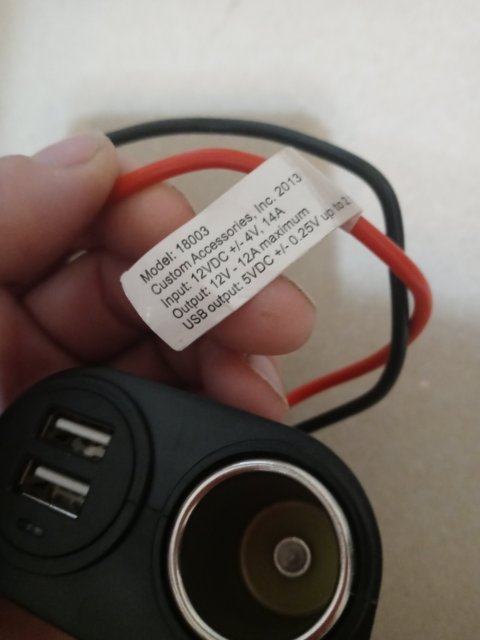 Model: 18003
Custom Accessories, Inc. 2013
Input: 12VDC +/- 4V, 14A
Output: 12V - 12A maximum
USB output: 5VDC +/- 0.25V up to 2